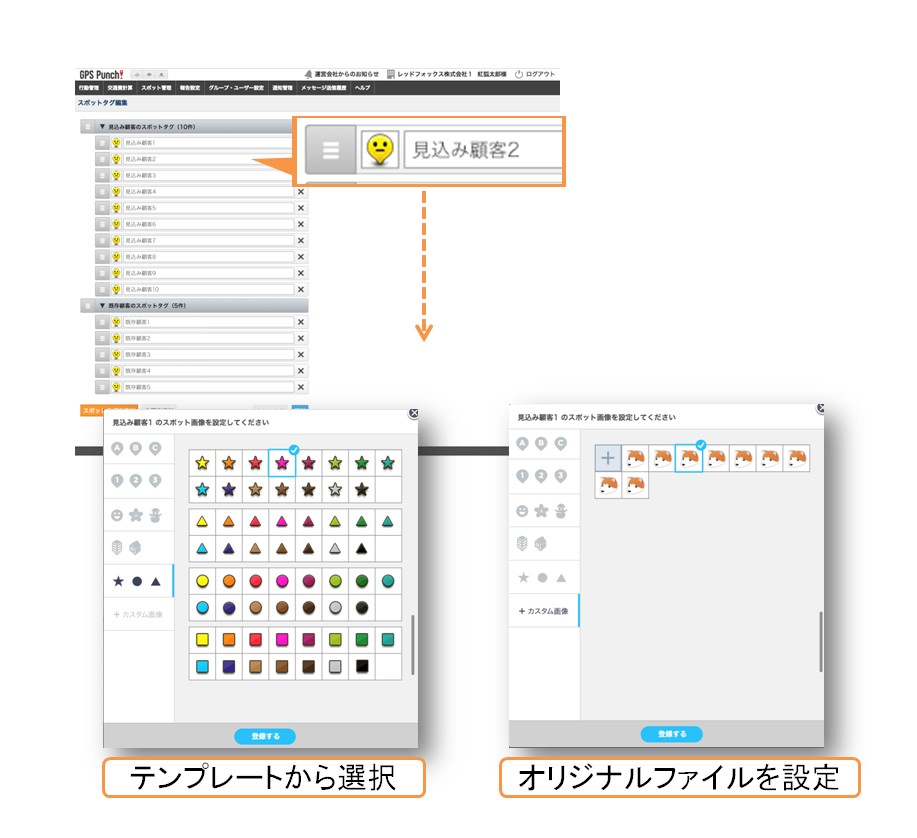 GPS Punch!
運営会社からのお知らせ レッドフォックス株式会社1 紅狐太郎様 ログアウト
行動管理 交通費計算 スポット管理 報告設定 グループ・ユーザー設定 通知管理 メッセージ送信履歴 ヘルプ
スポットタグ編集
▼ 見込み顧客のスポットタグ (10件)
見込み顧客1
見込み顧客2
見込み顧客3
見込み顧客4
見込み顧客5
見込み顧客6
見込み顧客7
見込み顧客8
見込み顧客9
見込み顧客10
見込み顧客2
▼ 既存顧客のスポットタグ (5件)
既存顧客1
既存顧客2
既存顧客3
既存顧客4
既存顧客5
見込み顧客1 のスポット画像を設定してください
A B C
1 2 3
+ カスタム画像
登録する
テンプレートから選択
見込み顧客1 のスポット画像を設定してください
A B C
1 2 3
+ カスタム画像
登録する
オリジナルファイルを設定